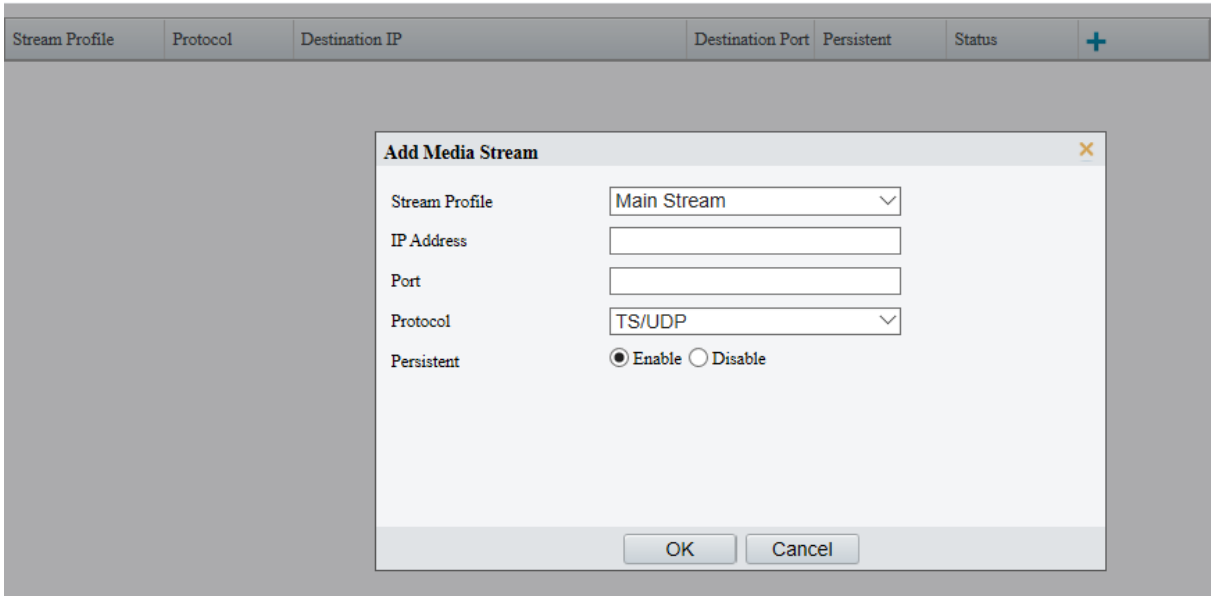 Stream Profile Protocol Destination IP Destination Port Persistent Status
Add Media Stream
Stream Profile Main Stream
IP Address
Port
Protocol TS/UDP
Persistent Enable Disable
OK Cancel